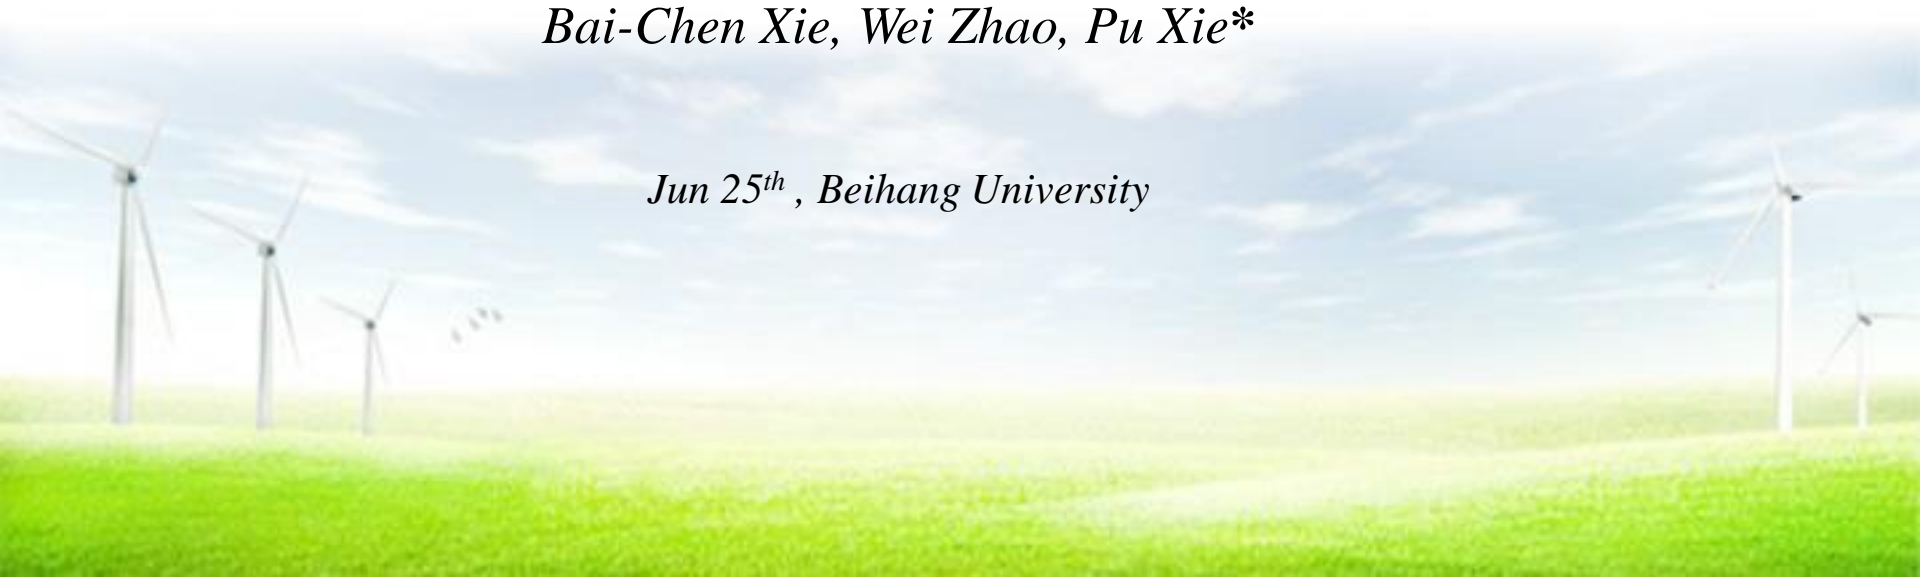 Bai-Chen Xie, Wei Zhao, Pu Xie*
Jun 25th , Beihang University